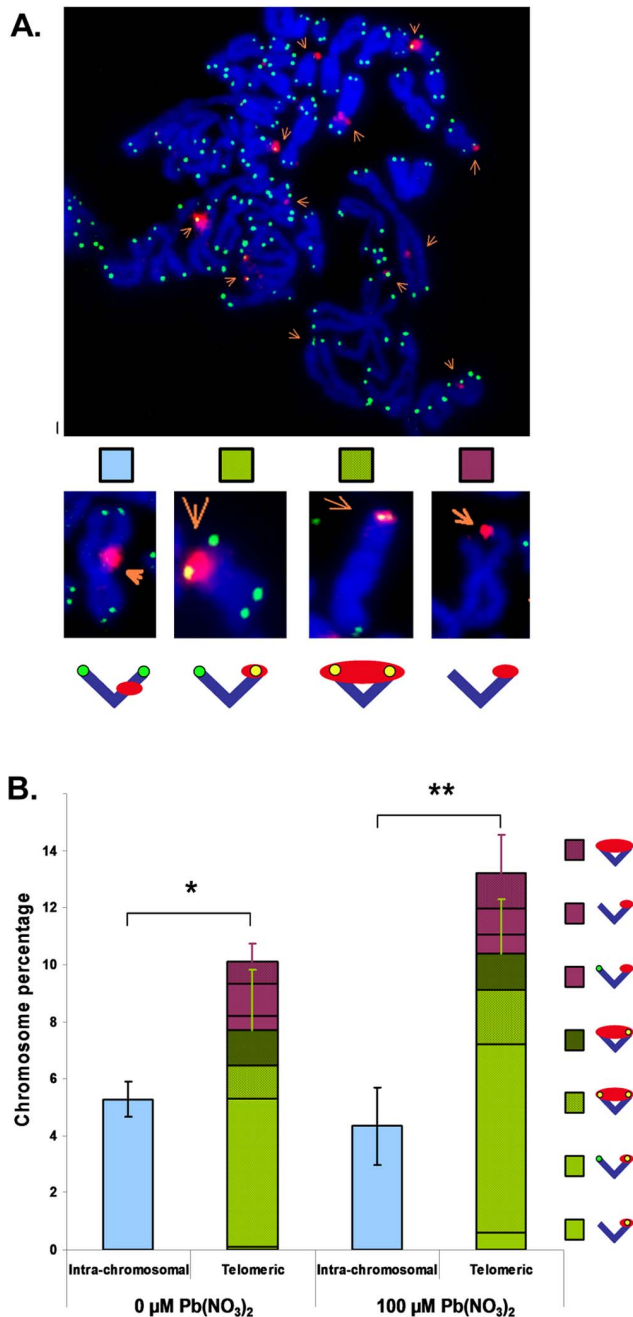 A.
B.
Chromosome percentage
14
12
10
8
6
4
2
0
*
**
Intra-chromosomal
Telomeric
Intra-chromosomal
Telomeric
0 µM Pb(NO3)2
100 µM Pb(NO3)2